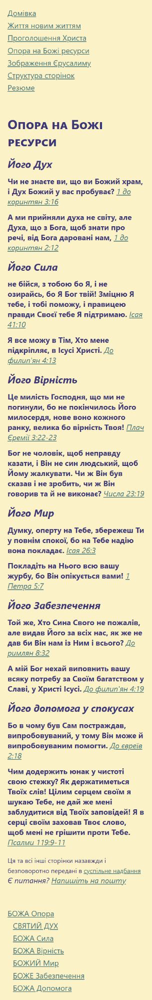 Домівка
Життя новим життям
Проголошення Христа
Опора на Божі ресурси
Зображення Єрусалиму
Структура сторінок
Резюме
Опора на Божі
ресурси
Його Дух
Чи не знаєте ви, що ви Божий храм,
і Дух Божий у вас пробуває? 1 до
коринтян 3:16
А ми прийняли духа не світу, але
Духа, що з Бога, щоб знати про
речі, від Бога даровані нам, 1 до
коринтян 2:12
Його Сила
не бійся, з тобою бо Я, і не
озирайсь, бо Я Бог твій! Зміцню Я
тебе, і тобі поможу, і правицею
правди Своєї тебе Я підтримаю. Ісая
41:10
Я все можу в Тім, Хто мене
підкріпляє, в Ісусі Христі. До
филип'ян 4:13
Його Вірність
Це милість Господня, що ми не
погинули, бо не покінчилось Його
милосердя, нове воно кожного
ранку, велика бо вірність Твоя! Плач
Єремії 3:22-23
Бог не чоловік, щоб неправду
казати, і Він не син людський, щоб
Йому жалкувати. Чи ж Він був
сказав і не зробить, чи ж Він
говорив та й не виконає? Числа 23:19
Його Мир
Думку, оперту на Тебе, збережеш Ти
у повнім спокої, бо на Тебе надію
вона покладає. Ісая 26:3
Покладіть на Нього всю вашу
журбу, бо Він опікується вами! 1
Петра 5:7
Його Забезпечення
Той же, Хто Сина Свого не пожалів,
але видав Його за всіх нас, як же не
дав би Він нам із Ним і всього? До
римлян 8:32
А мій Бог нехай виповнить вашу
всяку потребу за Своїм багатством у
Славі, у Христі Ісусі. До филип'ян 4:19
Його допомога у спокусах
Бо в чому був Сам постраждав,
випробовуваний, у тому Він може й
випробовуваним помогти. До євреїв
2:18
Чим додержить юнак у чистоті
свою стежку? Як держатиметься
Твоїх слів! Цілим серцем своїм я
шукаю Тебе, не дай же мені
заблудитися від Твоїх заповідей! Я в
серці своїм заховав Твоє слово,
щоб мені не грішити проти Тебе.
Псалми 119:9-11
Ця та всі інші сторінки назавжди і
безповоротно передані в суспільне надбання
Є питання? Напишіть на пошту
БОЖА Опора
СВЯТИЙ ДУХ
БОЖА Сила
БОЖА Вірність
БОЖИЙ Мир
БОЖЕ Забезпечення
БОЖА Допомога